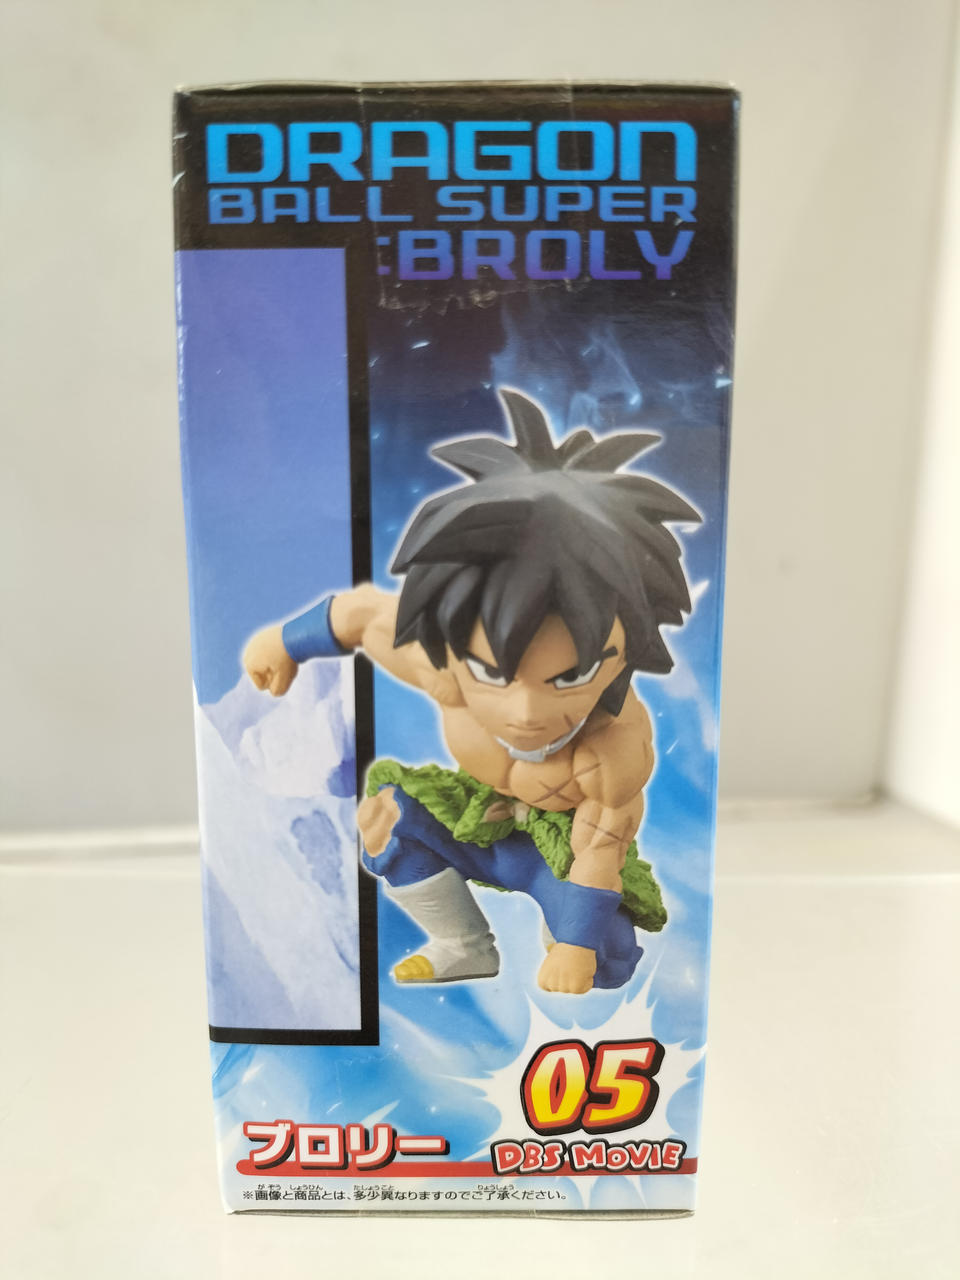 DRAGON
BALL SUPER
:BROLY
05
DBS MOVIE
ブロリー
※画像と商品とは、多少異なりますのでご了承ください。